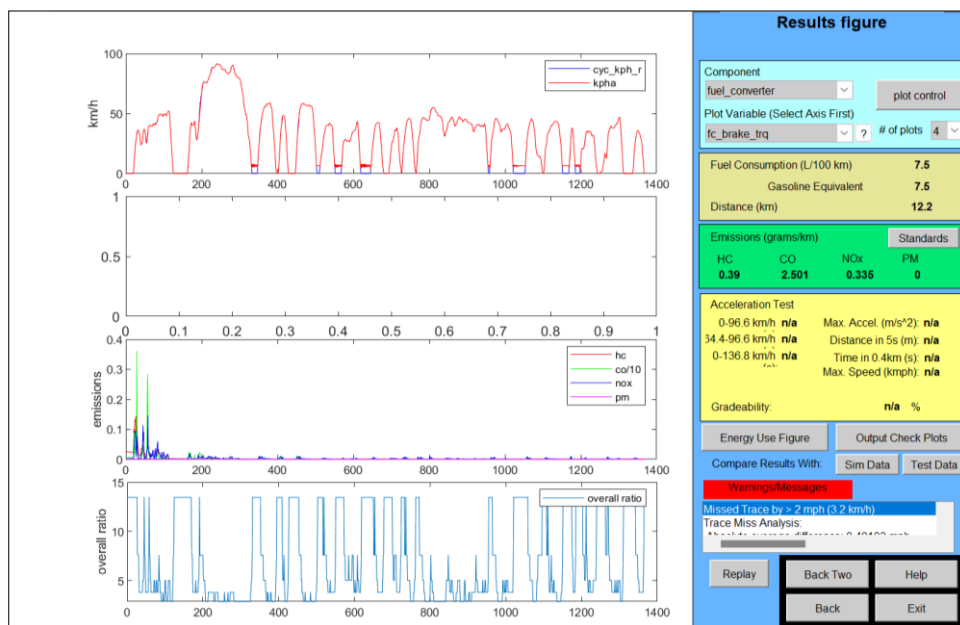 Results figure
100
50
0
km/h
cyc_kph_r
kpha
0 200 400 600 800 1000 1200 1400
1
0.5
0
0 0.1 0.2 0.3 0.4 0.5 0.6 0.7 0.8 0.9 1
0.4
0.3
0.2
0.1
0
emissions
hc
co/10
nox
pm
0 200 400 600 800 1000 1200 1400
15
10
5
overall ratio
overall ratio
0 200 400 600 800 1000 1200 1400
Component
fuel_converter
plot control
Plot Variable (Select Axis First)
fc_brake_trq ? # of plots 4
Fuel Consumption (L/100 km) 7.5
Gasoline Equivalent 7.5
Distance (km) 12.2
Emissions (grams/km) Standards
HC CO NOx PM
0.39 2.501 0.335 0
Acceleration Test
0-96.6 km/h n/a Max. Accel. (m/s^2): n/a
64.4-96.6 km/h n/a Distance in 5s (m): n/a
0-136.8 km/h n/a Time in 0.4km (s): n/a
Max. Speed (kmph): n/a
Gradeability: n/a %
Energy Use Figure Output Check Plots
Compare Results With: Sim Data Test Data
Warnings/Messages
Missed Trace by > 2 mph (3.2 km/h)
Trace Miss Analysis:
Replay Back Two Help
Back Exit